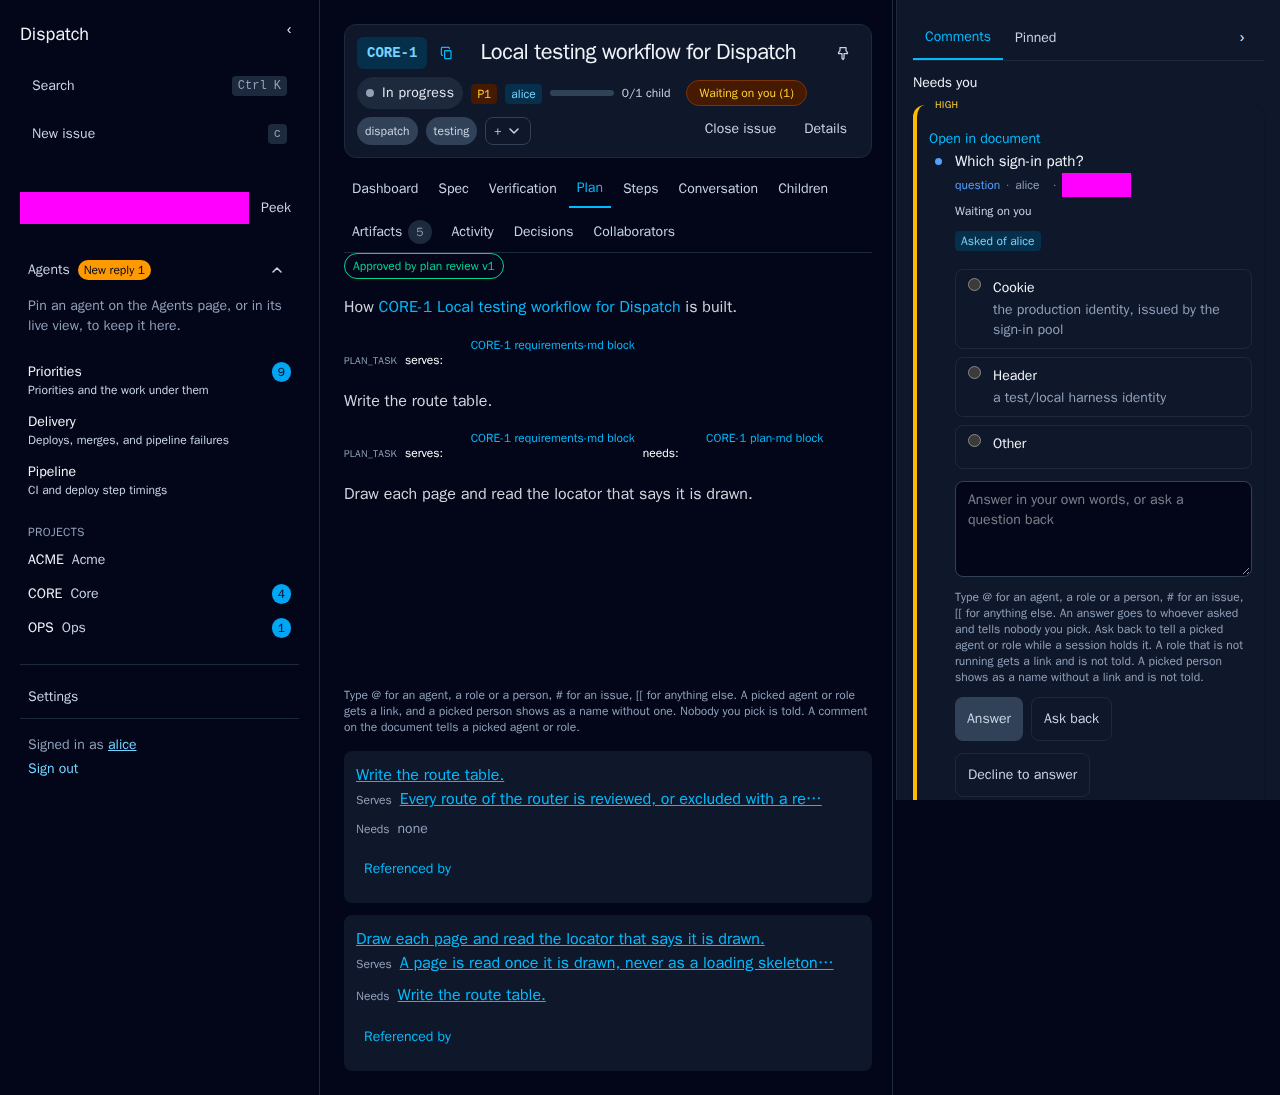 Dispatch
Search
Ctrl K
New issue
C
Peek
Agents
New reply 1
Pin an agent on the Agents page, or in its
live view, to keep it here.
Priorities
9
Priorities and the work under them
Delivery
Deploys, merges, and pipeline failures
Pipeline
CI and deploy step timings
PROJECTS
ACME Acme
CORE Core
4
OPS Ops
1
Settings
Signed in as alice
Sign out
CORE-1
Local testing workflow for Dispatch
In progress
P1
alice
0/1 child
Waiting on you (1)
dispatch
testing
+
Close issue
Details
Dashboard
Spec
Verification
Plan
Steps
Conversation
Children
Artifacts 5
Activity
Decisions
Collaborators
Approved by plan review v1
How CORE-1 Local testing workflow for Dispatch is built.
CORE-1 requirements-md block
PLAN_TASK serves:
Write the route table.
CORE-1 requirements-md block
CORE-1 plan-md block
PLAN_TASK serves:
needs:
Draw each page and read the locator that says it is drawn.
Type @ for an agent, a role or a person, # for an issue, [[ for anything else. A picked agent or role
gets a link, and a picked person shows as a name without one. Nobody you pick is told. A comment
on the document tells a picked agent or role.
Write the route table.
Serves Every route of the router is reviewed, or excluded with a re…
Needs none
Referenced by
Draw each page and read the locator that says it is drawn.
Serves A page is read once it is drawn, never as a loading skeleton…
Needs Write the route table.
Referenced by
Comments
Pinned
Needs you
HIGH
Open in document
Which sign-in path?
question · alice ·
Waiting on you
Asked of alice
Cookie
the production identity, issued by the
sign-in pool
Header
a test/local harness identity
Other
Answer in your own words, or ask a
question back
Type @ for an agent, a role or a person, # for an issue,
[[ for anything else. An answer goes to whoever asked
and tells nobody you pick. Ask back to tell a picked
agent or role while a session holds it. A role that is not
running gets a link and is not told. A picked person
shows as a name without a link and is not told.
Answer
Ask back
Decline to answer